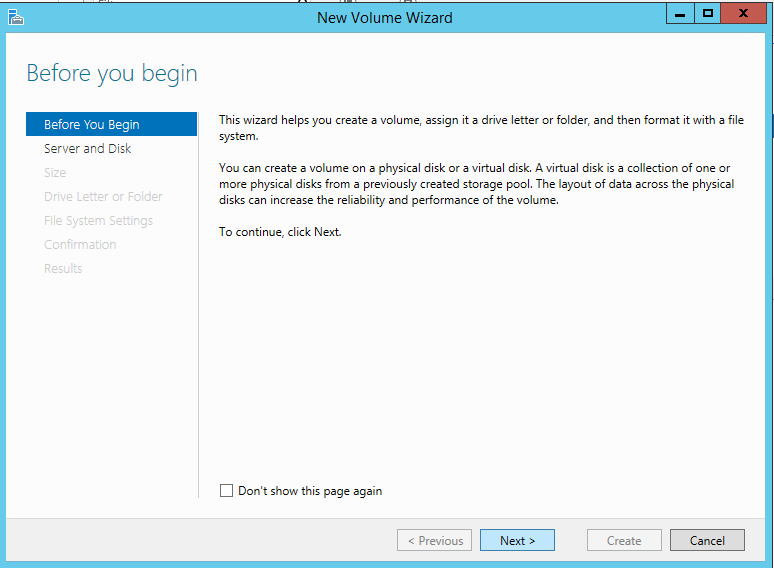 New Volume Wizard
Before you begin
Before You Begin
Server and Disk
Size
Drive Letter or Folder
File System Settings
Confirmation
Results
This wizard helps you create a volume, assign it a drive letter or folder, and then format it with a file
system.
You can create a volume on a physical disk or a virtual disk. A virtual disk is a collection of one or
more physical disks from a previously created storage pool. The layout of data across the physical
disks can increase the reliability and performance of the volume.
To continue, click Next.
Don't show this page again
< Previous
Next >
Create
Cancel